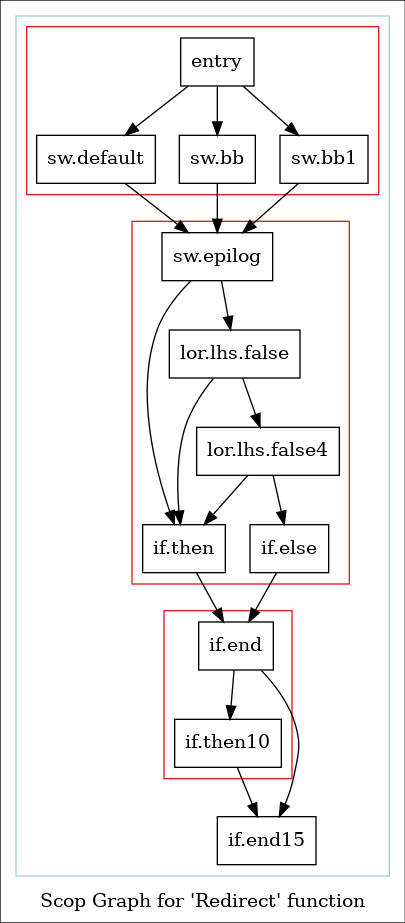 entry
sw.default
sw.bb
sw.bb1
sw.epilog
lor.lhs.false
lor.lhs.false4
if.then
if.else
if.end
if.then10
if.end15
Scop Graph for 'Redirect' function